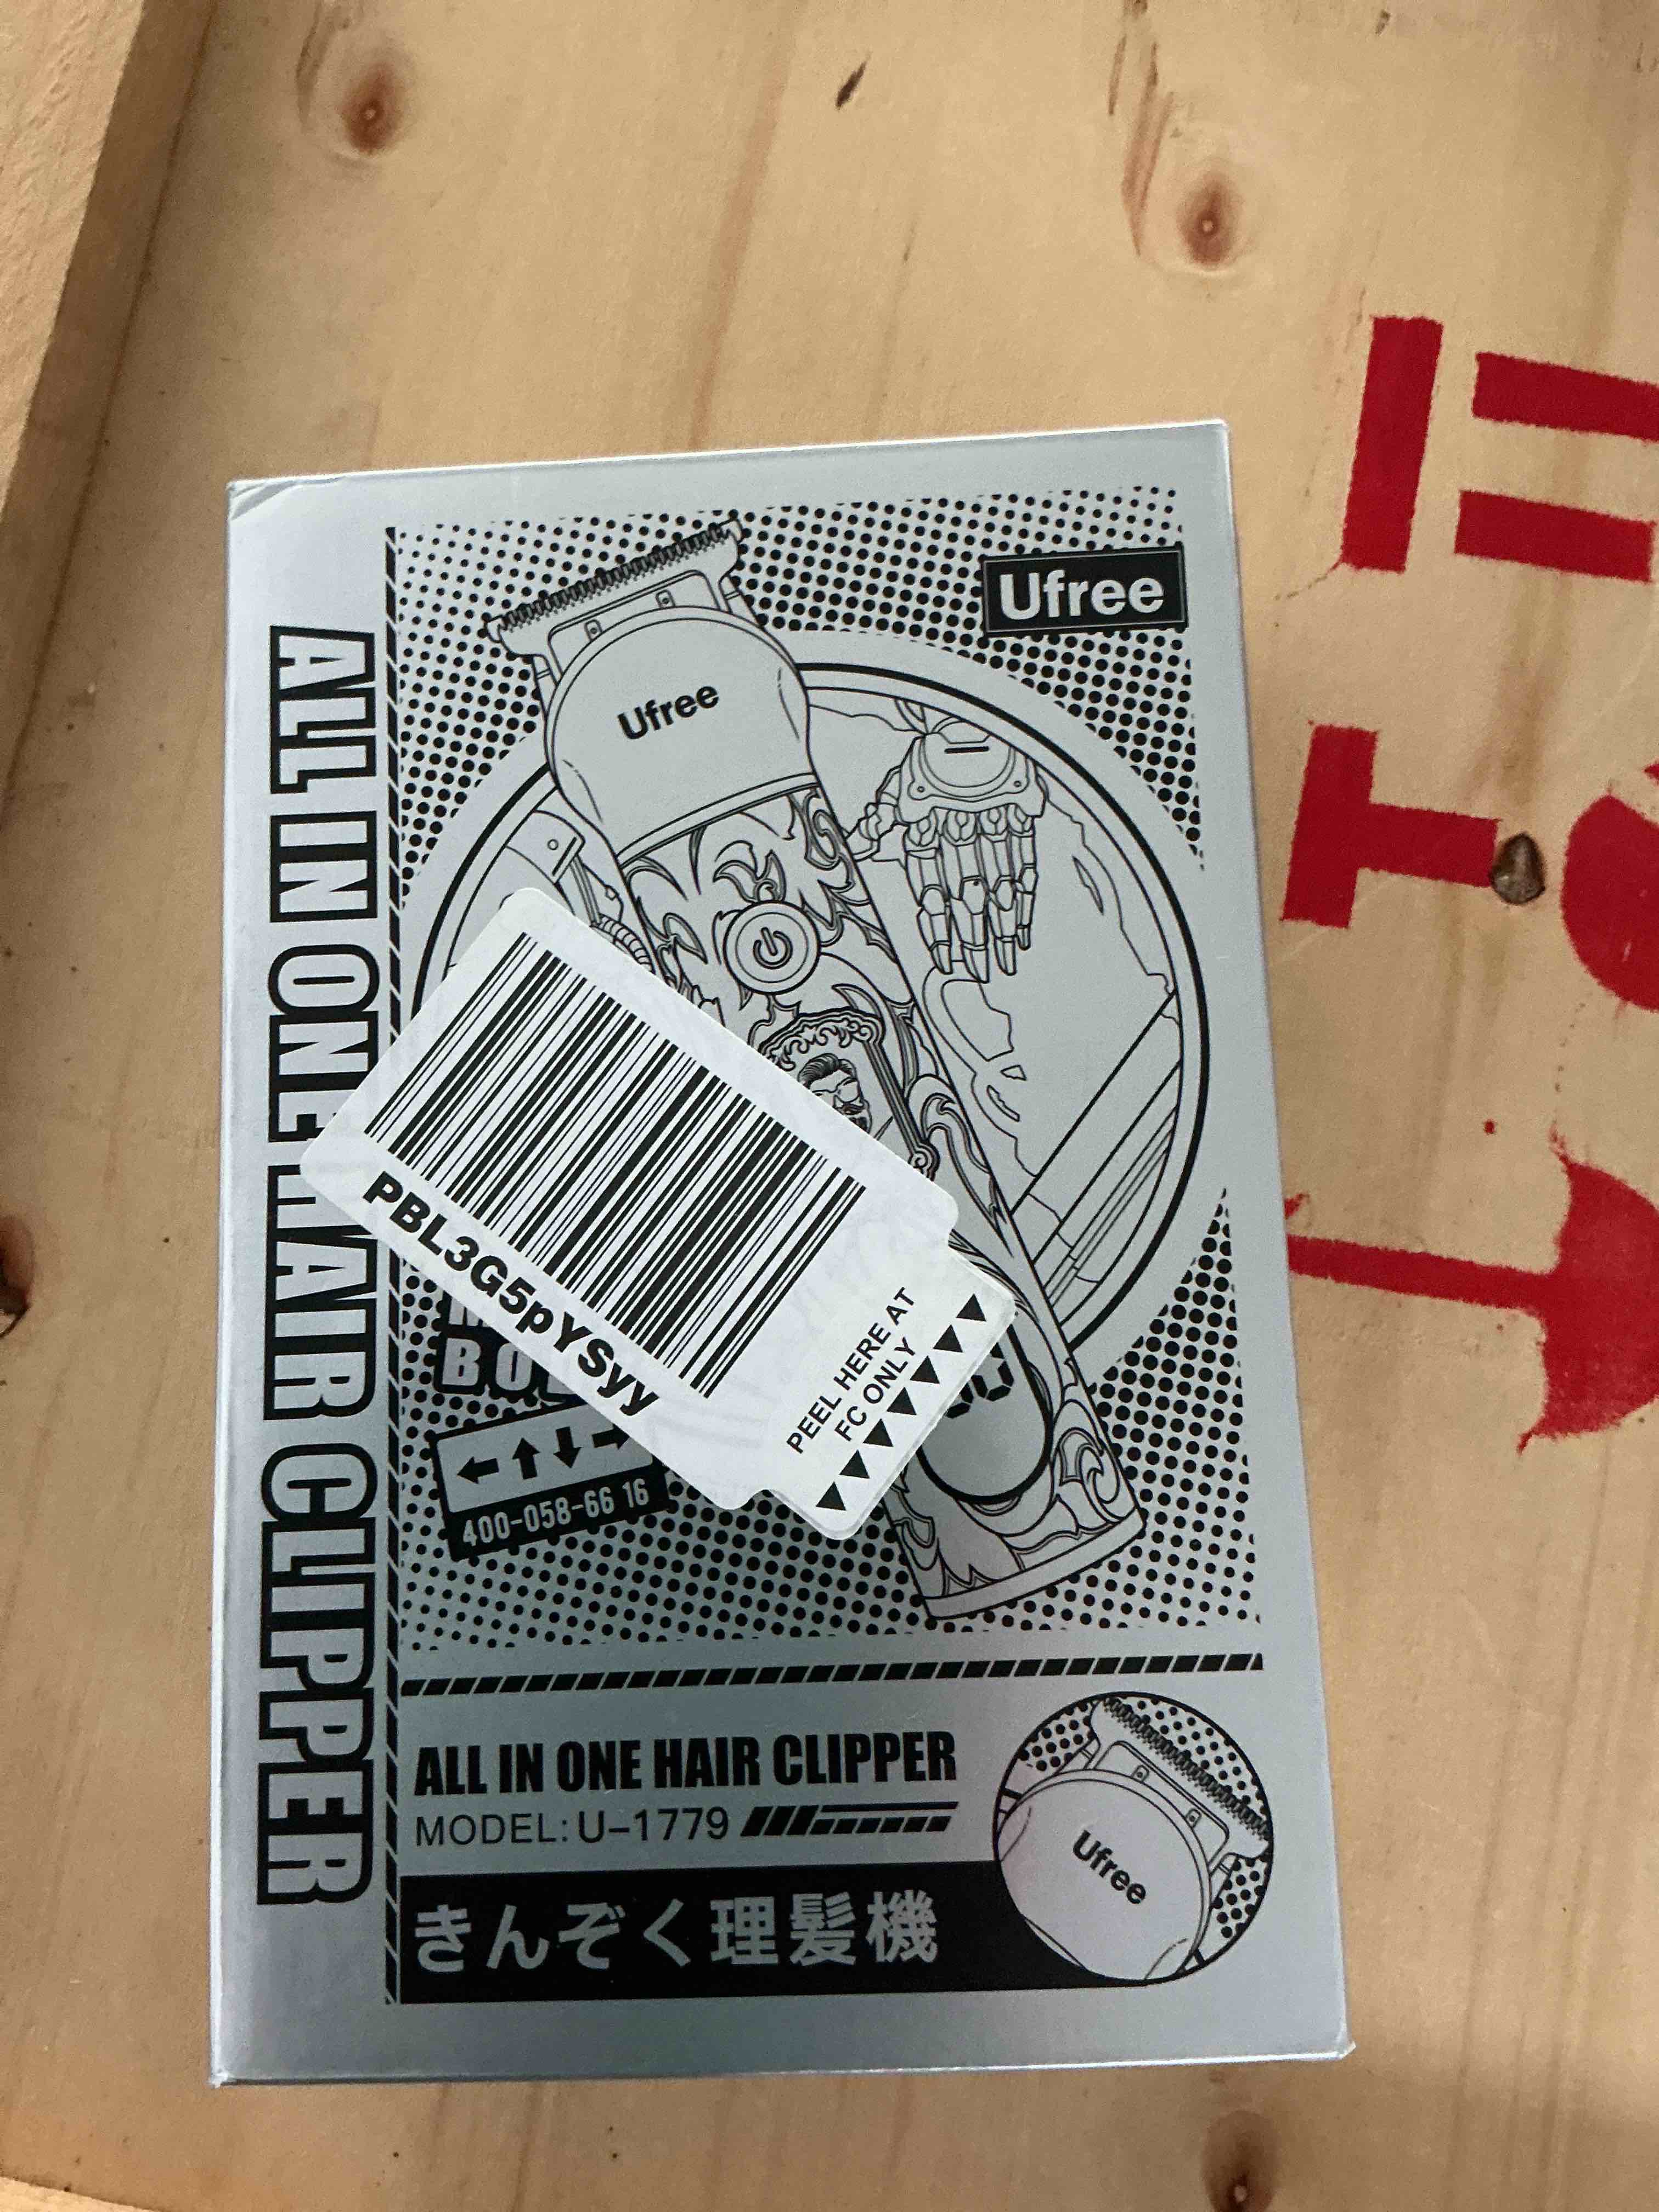 Ufree
Ufree
ALL IN ONE HAIR CLIPPER
PBL3G5pYSyy
PEEL HERE AT
FC ONLY
400-058-66 16
ALL IN ONE HAIR CLIPPER
MODEL: U-1779
Ufree
きんぞく理髪機